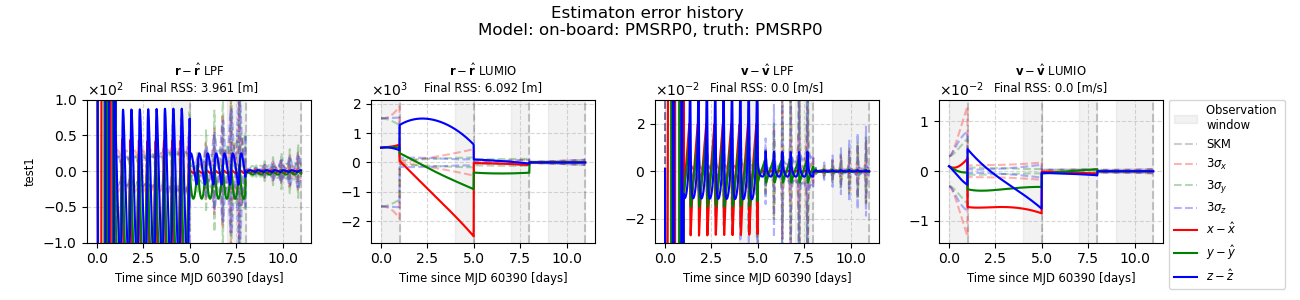 Estimaton error history
Model: on-board: PMSRP0, truth: PMSRP0
r − r̂ LPF
Final RSS: 3.961 [m]
×10²
1.0
0.5
0.0
−0.5
−1.0
test1
0.0 2.5 5.0 7.5 10.0
Time since MJD 60390 [days]
r − r̂ LUMIO
Final RSS: 6.092 [m]
×10³
2
1
0
−1
−2
0.0 2.5 5.0 7.5 10.0
Time since MJD 60390 [days]
v − v̂ LPF
Final RSS: 0.0 [m/s]
×10⁻²
2
0
−2
0.0 2.5 5.0 7.5 10.0
Time since MJD 60390 [days]
v − v̂ LUMIO
Final RSS: 0.0 [m/s]
×10⁻²
1
0
−1
0.0 2.5 5.0 7.5 10.0
Time since MJD 60390 [days]
Observation
window
SKM
3σx
3σy
3σz
x − x̂
y − ŷ
z − ẑ